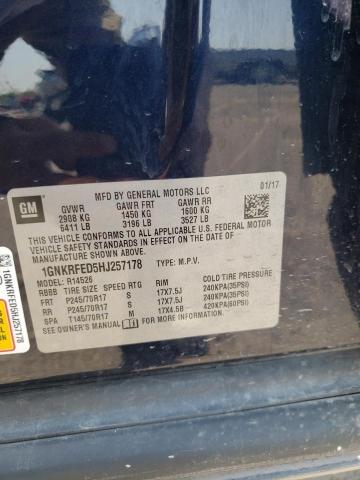 GM
MFD BY GENERAL MOTORS LLC
01/17
GVWR GAWR FRT GAWR RR
2908 KG 1450 KG 1600 KG
6411 LB 3196 LB 3527 LB
THIS VEHICLE CONFORMS TO ALL APPLICABLE U.S. FEDERAL MOTOR
VEHICLE SAFETY STANDARDS IN EFFECT ON THE DATE OF
MANUFACTURE SHOWN ABOVE.
1GNKRFED5HJ257178 TYPE: M.P.V.
MODEL: R14526
RBBB TIRE SIZE SPEED RTG RIM COLD TIRE PRESSURE
FRT P245/70R17 S 17X7.5J 240KPA(35PSI)
RR P245/70R17 S 17X7.5J 240KPA(35PSI)
SPA T145/70R17 M 17X4.5B 420KPA(60PSI)
SEE OWNER'S MANUAL FOR MORE INFORMATION.
1GNKRFED5HJ257178